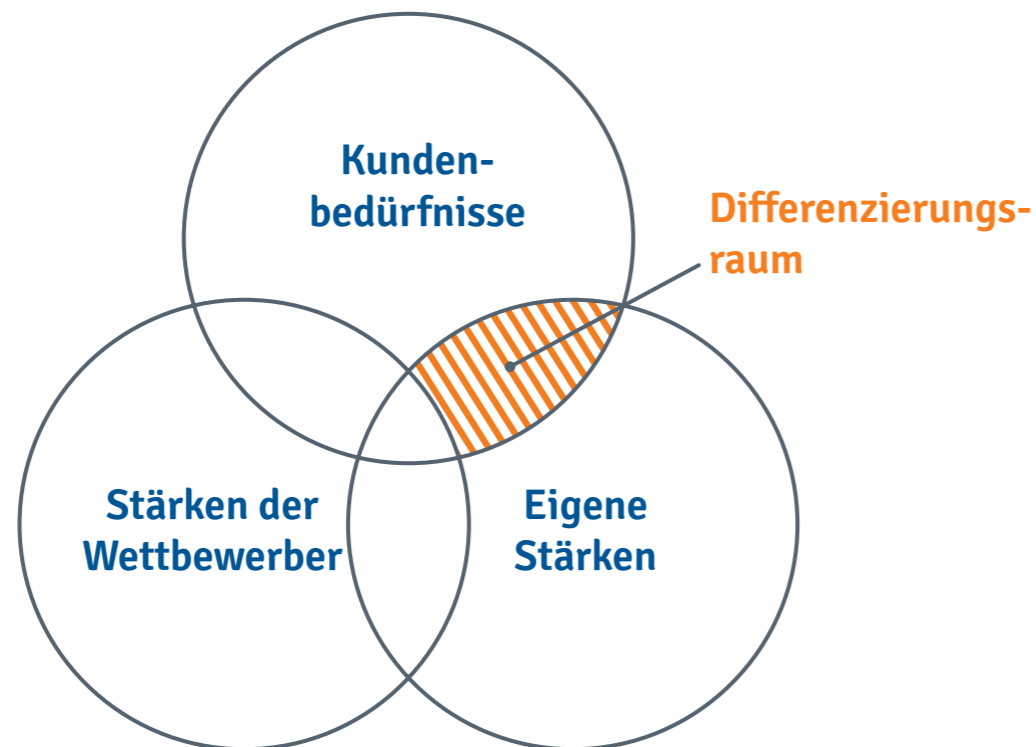 Kunden-
bedürfnisse
Differenzierungs-
raum
Stärken der
Wettbewerber
Eigene
Stärken